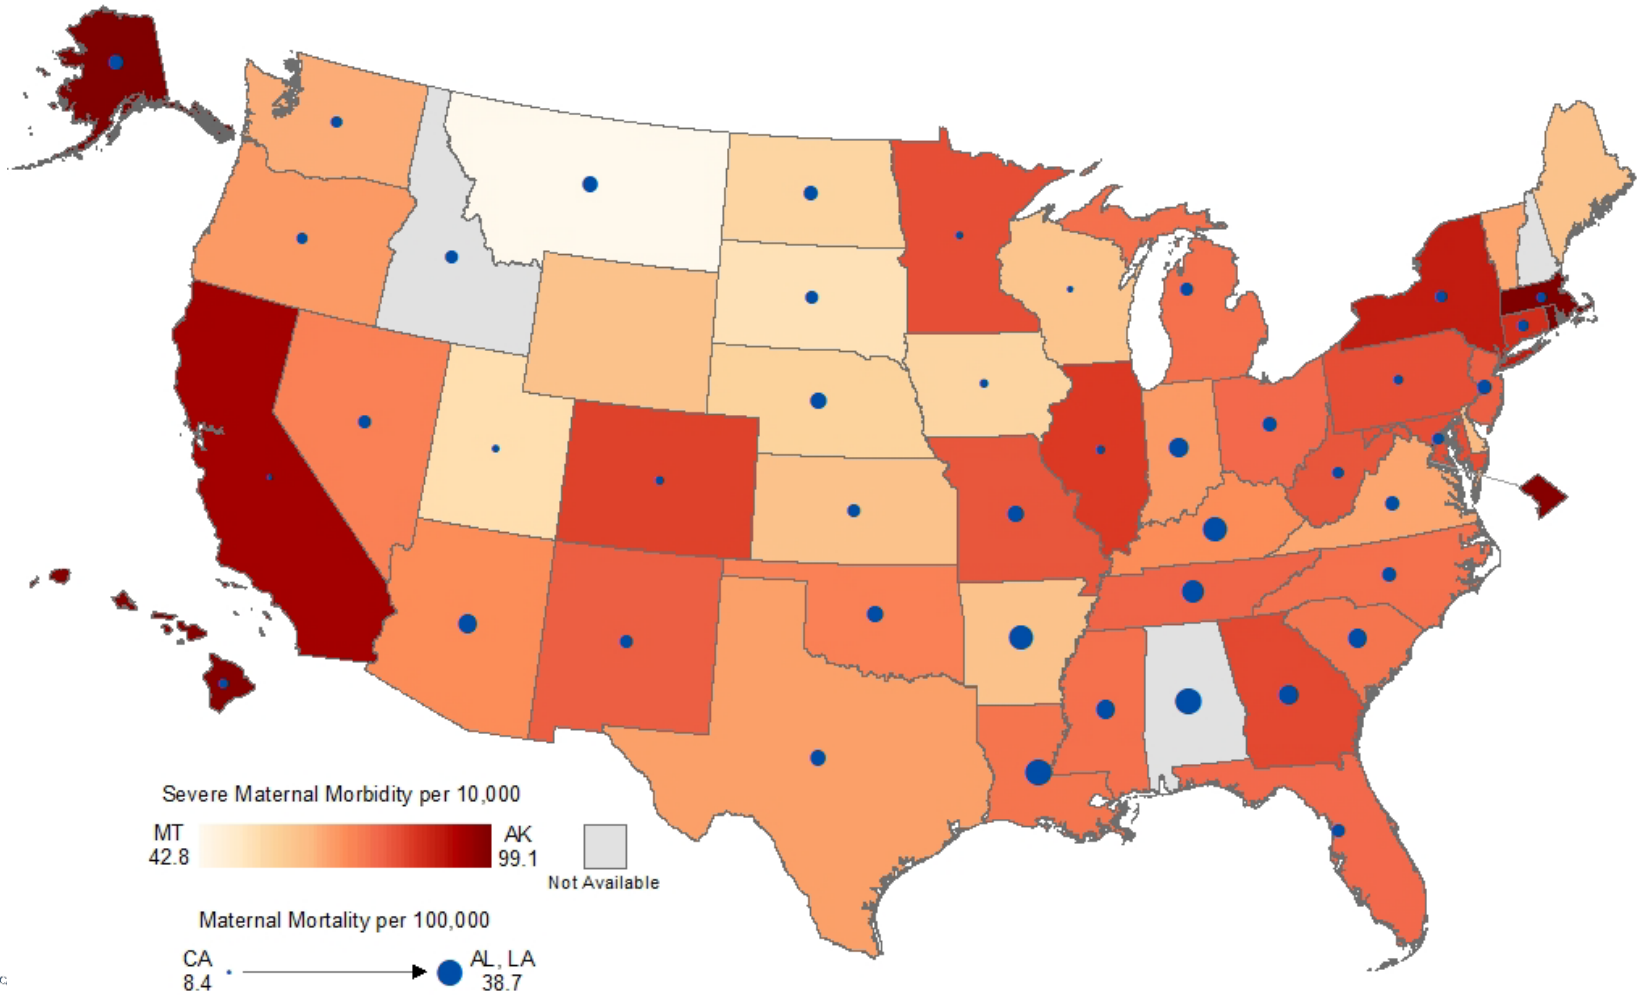 Severe Maternal Morbidity per 10,000
MT
42.8
AK
99.1
Not Available
Maternal Mortality per 100,000
CA
8.4
AL, LA
38.7